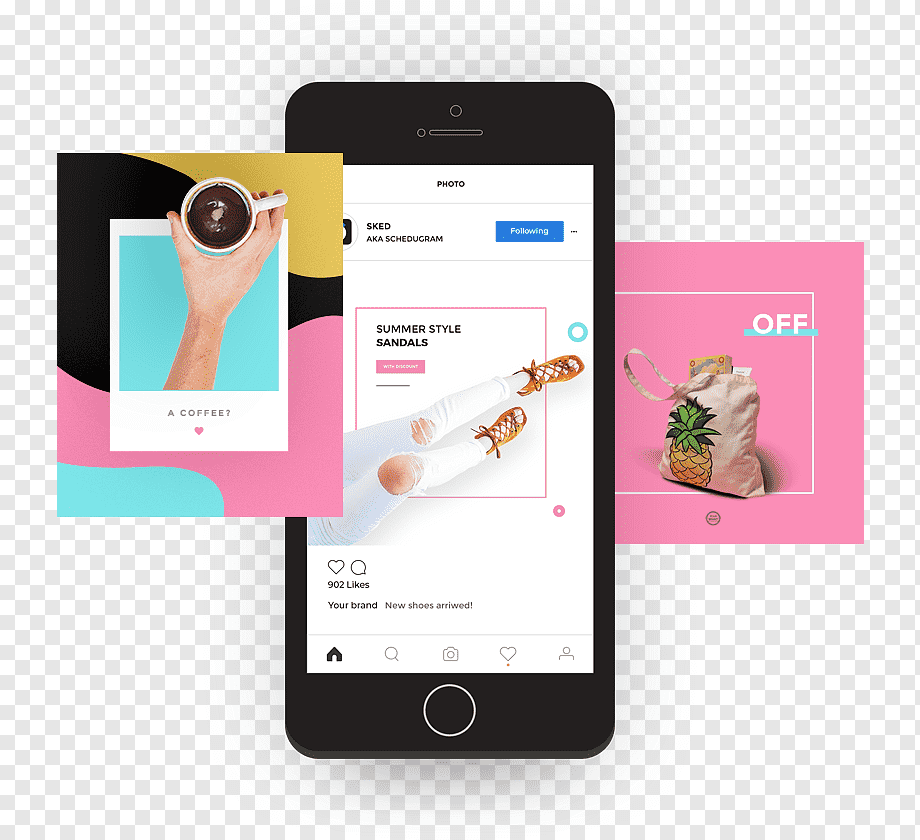 PHOTO
SKED
AKA SCHEDUGRAM
Following
SUMMER STYLE
SANDALS
WITH DISCOUNT
A COFFEE?
OFF
902 Likes
Your brand New shoes arriwed!